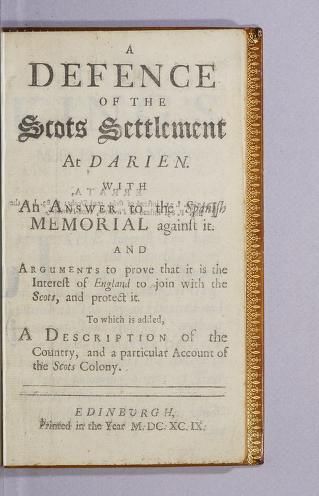 A
DEFENCE
OF THE
Scots Settlement
At DARIEN.
WITH
An ANSWER to the Spaniſh
MEMORIAL againſt it.
AND
ARGUMENTS to prove that it is the
Intereſt of England to join with the
Scots, and protect it.
To which is added,
A DESCRIPTION of the
Country, and a particular Account of
the Scots Colony.
EDINBURGH,
Printed in the Year M. DC. XC. IX.